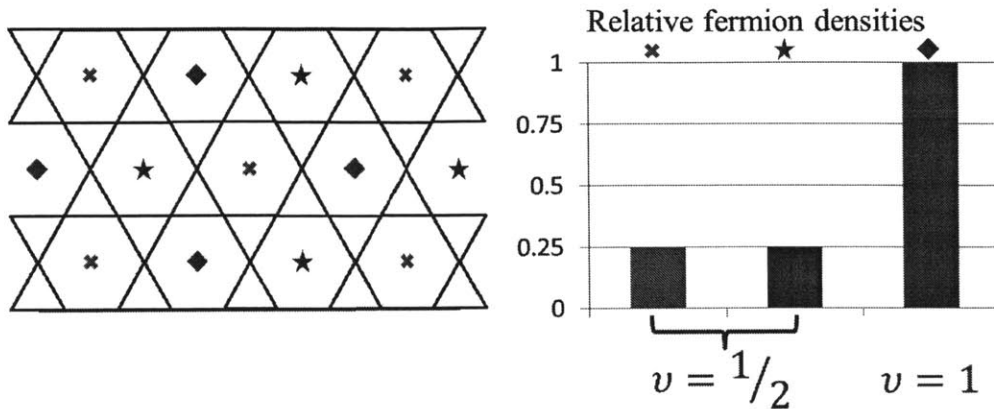 Relative fermion densities
1
0.75
0.5
0.25
0
υ = 1/2
υ = 1